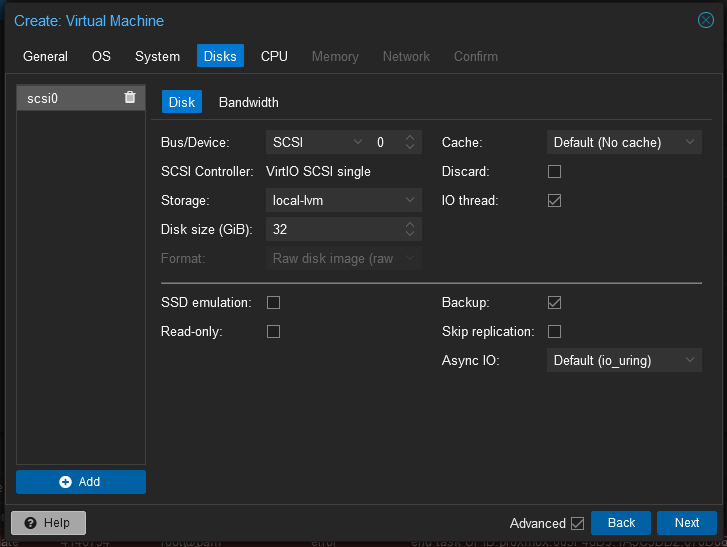 Create: Virtual Machine
General OS System Disks CPU Memory Network Confirm
scsi0
Disk Bandwidth
Bus/Device: SCSI 0 Cache: Default (No cache)
SCSI Controller: VirtIO SCSI single Discard:
Storage: local-lvm IO thread:
Disk size (GiB): 32
Format: Raw disk image (raw
SSD emulation: Backup:
Read-only: Skip replication:
Async IO: Default (io_uring)
Add
Help Advanced Back Next